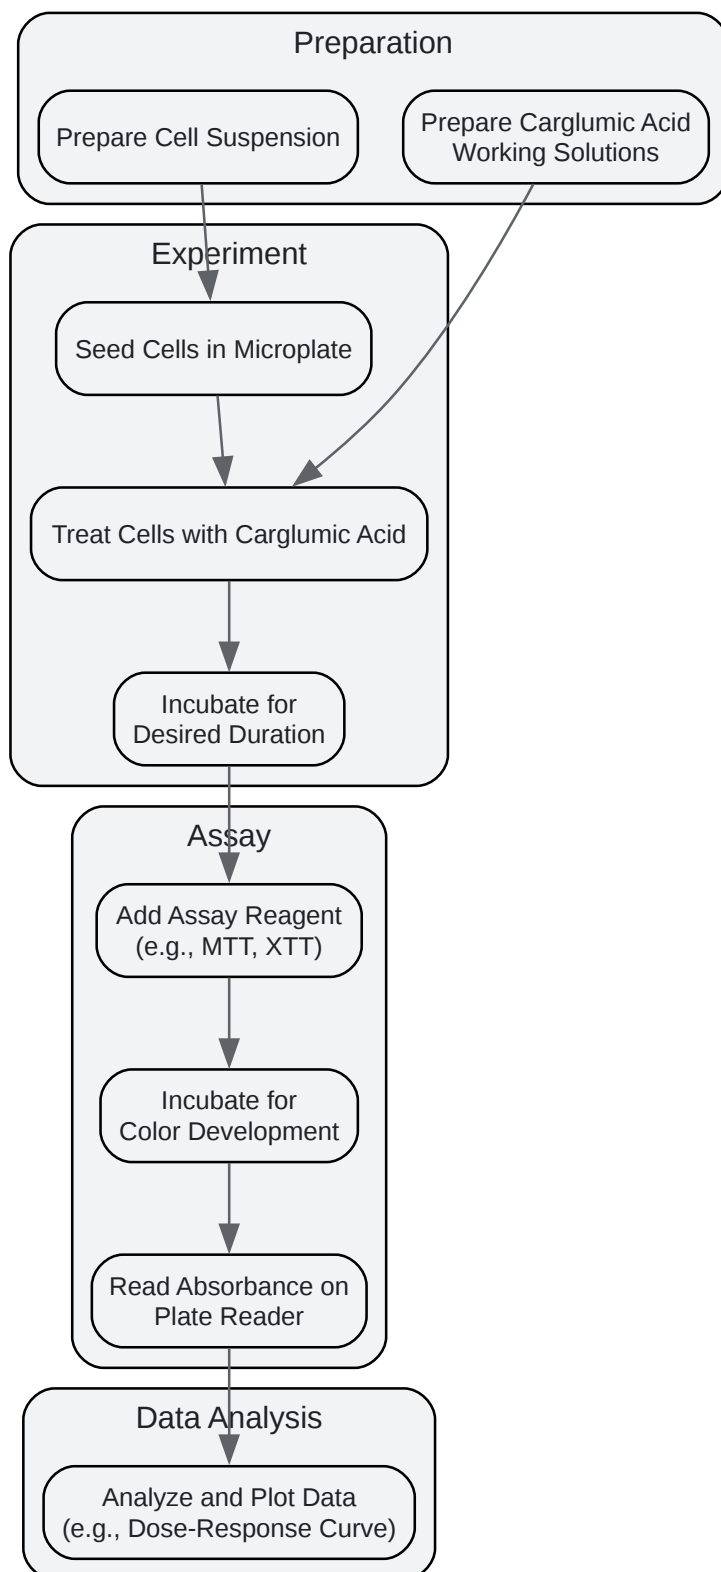 Preparation
Prepare Cell Suspension
Prepare Carglumic Acid
Working Solutions
Experiment
Seed Cells in Microplate
Treat Cells with Carglumic Acid
Incubate for
Desired Duration
Assay
Add Assay Reagent
(e.g., MTT, XTT)
Incubate for
Color Development
Read Absorbance on
Plate Reader
Data Analysis
Analyze and Plot Data
(e.g., Dose-Response Curve)